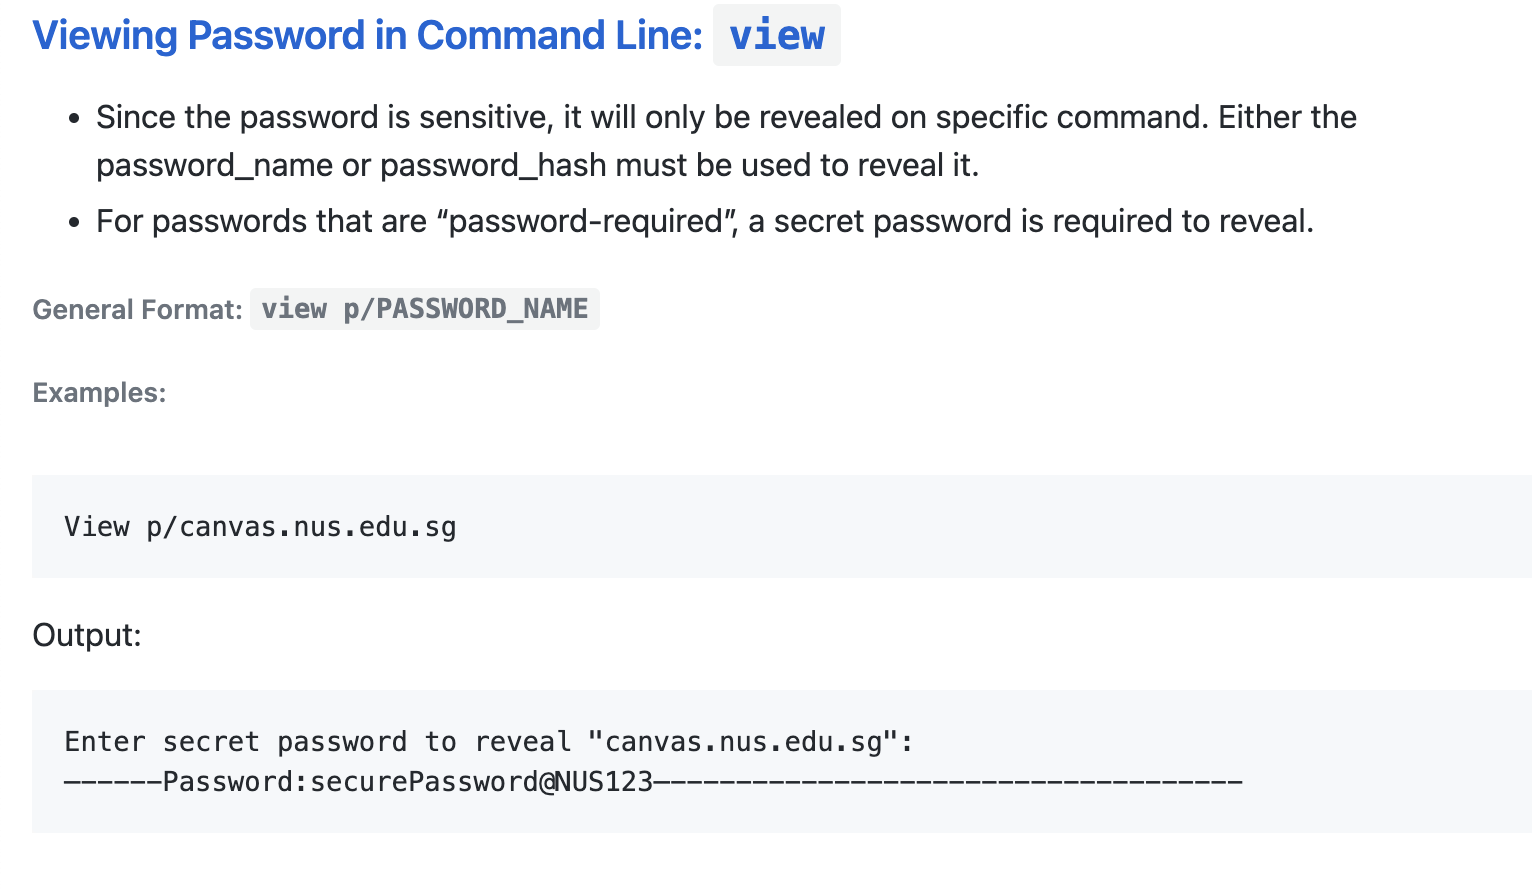 Viewing Password in Command Line: view
• Since the password is sensitive, it will only be revealed on specific command. Either the
password_name or password_hash must be used to reveal it.
• For passwords that are “password-required”, a secret password is required to reveal.
General Format: view p/PASSWORD_NAME
Examples:
View p/canvas.nus.edu.sg
Output:
Enter secret password to reveal "canvas.nus.edu.sg":
——————Password:securePassword@NUS123————————————————————————————————————